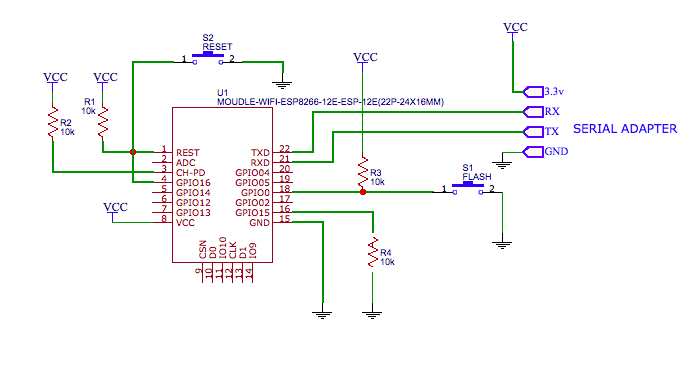 S2
RESET
1
2
VCC
VCC
VCC
VCC
R1
10k
R2
10k
U1
MOUDLE-WIFI-ESP8266-12E-ESP-12E(22P-24X16MM)
3.3v
RX
TX
GND
SERIAL ADAPTER
1 REST
2 ADC
3 CH-PD
4 GPIO16
5 GPIO14
6 GPIO12
7 GPIO13
8 VCC
TXD 22
RXD 21
GPIO04 20
GPIO05 19
GPIO0 18
GPIO02 17
GPIO15 16
GND 15
CSN 9
D0 10
IO10 11
CLK 12
D1 13
IO9 14
VCC
R3
10k
S1
FLASH
1
2
R4
10k